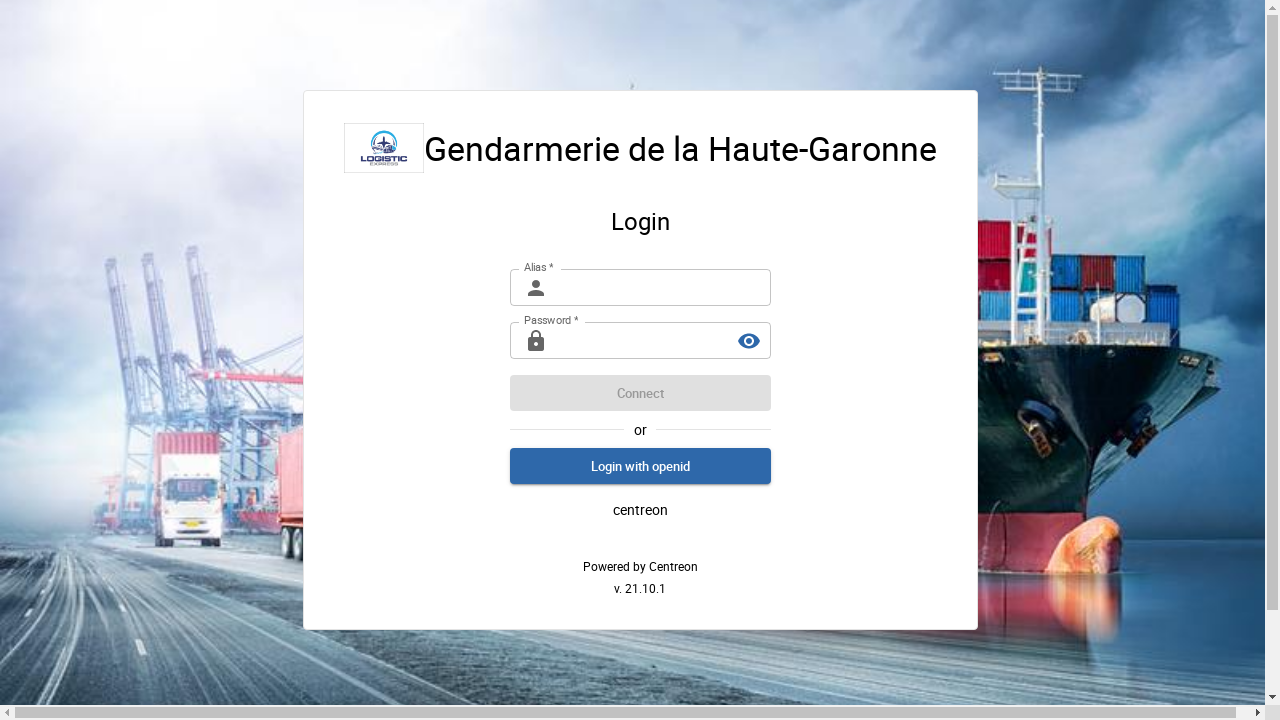 LOGISTIC
EXPRESS
Gendarmerie de la Haute-Garonne
Login
Alias *
Password *
Connect
or
Login with openid
centreon
Powered by Centreon
v. 21.10.1